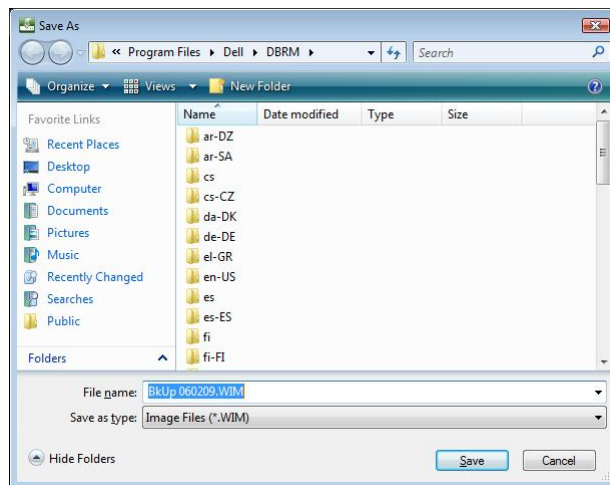 Save As
« Program Files ▸ Dell ▸ DBRM ▸
Search
Organize Views New Folder
Favorite Links
Name Date modified Type Size
Recent Places
Desktop
Computer
Documents
Pictures
Music
Recently Changed
Searches
Public
Folders
ar-DZ
ar-SA
cs
cs-CZ
da-DK
de-DE
el-GR
en-US
es
es-ES
fi
fi-FI
File name: BkUp 060209.WIM
Save as type: Image Files (*.WIM)
Hide Folders Save Cancel